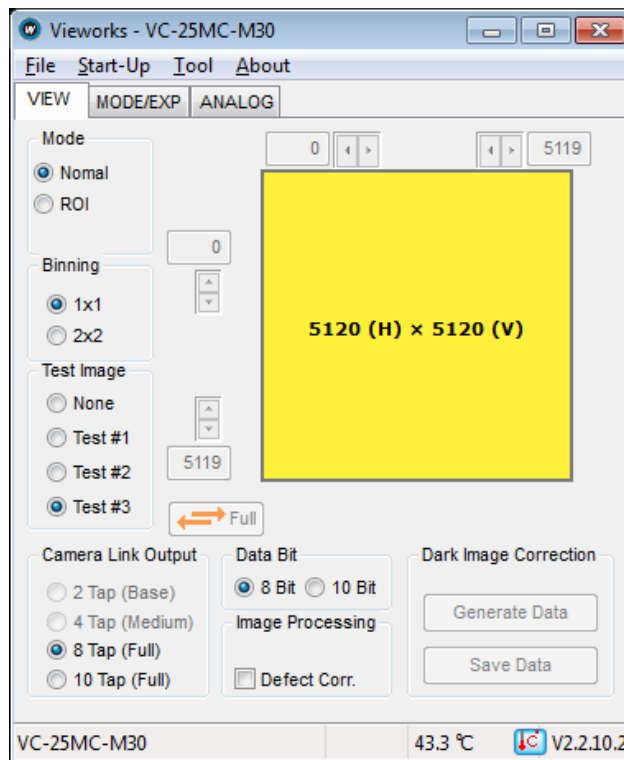 Vieworks - VC-25MC-M30
File Start-Up Tool About
VIEW MODE/EXP ANALOG
Mode
Nomal
ROI
0
5119
0
Binning
1x1
2x2
5120 (H) × 5120 (V)
Test Image
None
Test #1
Test #2
Test #3
5119
Full
Camera Link Output
2 Tap (Base)
4 Tap (Medium)
8 Tap (Full)
10 Tap (Full)
Data Bit
8 Bit 10 Bit
Image Processing
Defect Corr.
Dark Image Correction
Generate Data
Save Data
VC-25MC-M30 43.3 ℃ V2.2.10.2